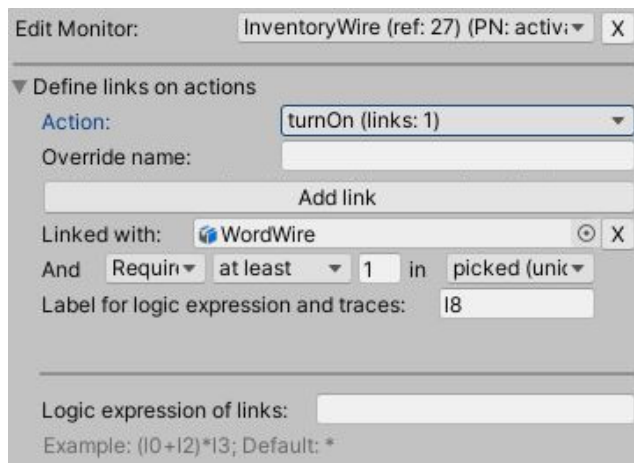 Edit Monitor: InventoryWire (ref: 27) (PN: activa X
Define links on actions
Action: turnOn (links: 1)
Override name:
Add link
Linked with: WordWire X
And Requir at least 1 in picked (unic
Label for logic expression and traces: l8
Logic expression of links:
Example: (l0+l2)*l3; Default: *